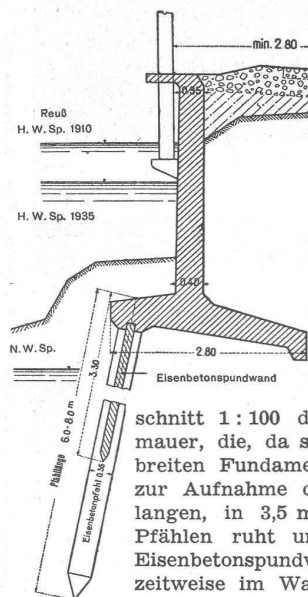 min. 2.80
0.35
Reuß
H. W. Sp. 1910
H. W. Sp. 1935
0.40
N. W. Sp.
3.30
2.80
Eisenbetonspundwand
Pfahllänge 6.0-8.0 m
Eisenbetonpfahl 0.35
schnitt 1 : 100 d
mauer, die, da s
breiten Fundame
zur Aufnahme d
langen, in 3,5 m
Pfählen ruht un
Eisenbetonspundw
zeitweise im Wa